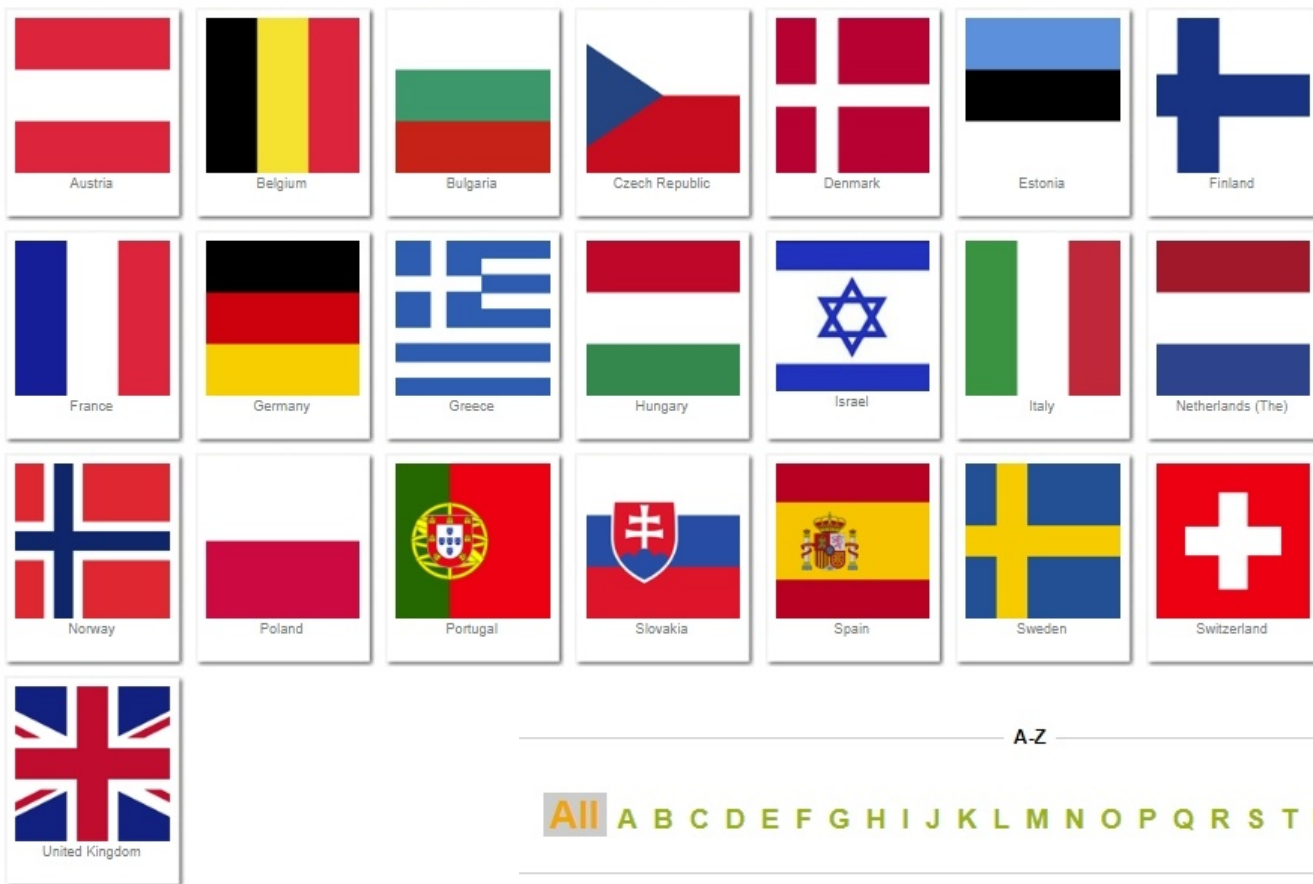 Austria
Belgium
Bulgaria
Czech Republic
Denmark
Estonia
Finland
France
Germany
Greece
Hungary
Israel
Italy
Netherlands (The)
Norway
Poland
Portugal
Slovakia
Spain
Sweden
Switzerland
United Kingdom
A-Z
All A B C D E F G H I J K L M N O P Q R S T